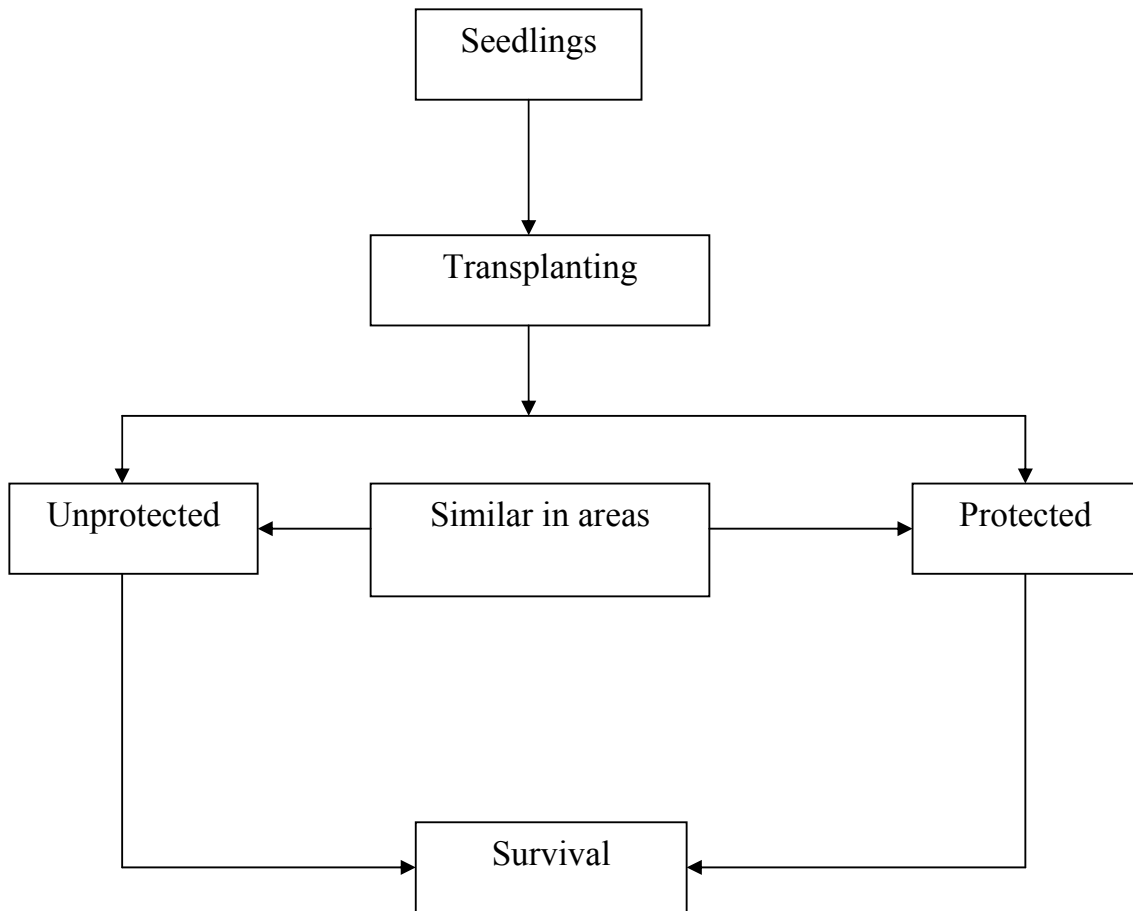 Seedlings
Transplanting
Unprotected
Similar in areas
Protected
Survival